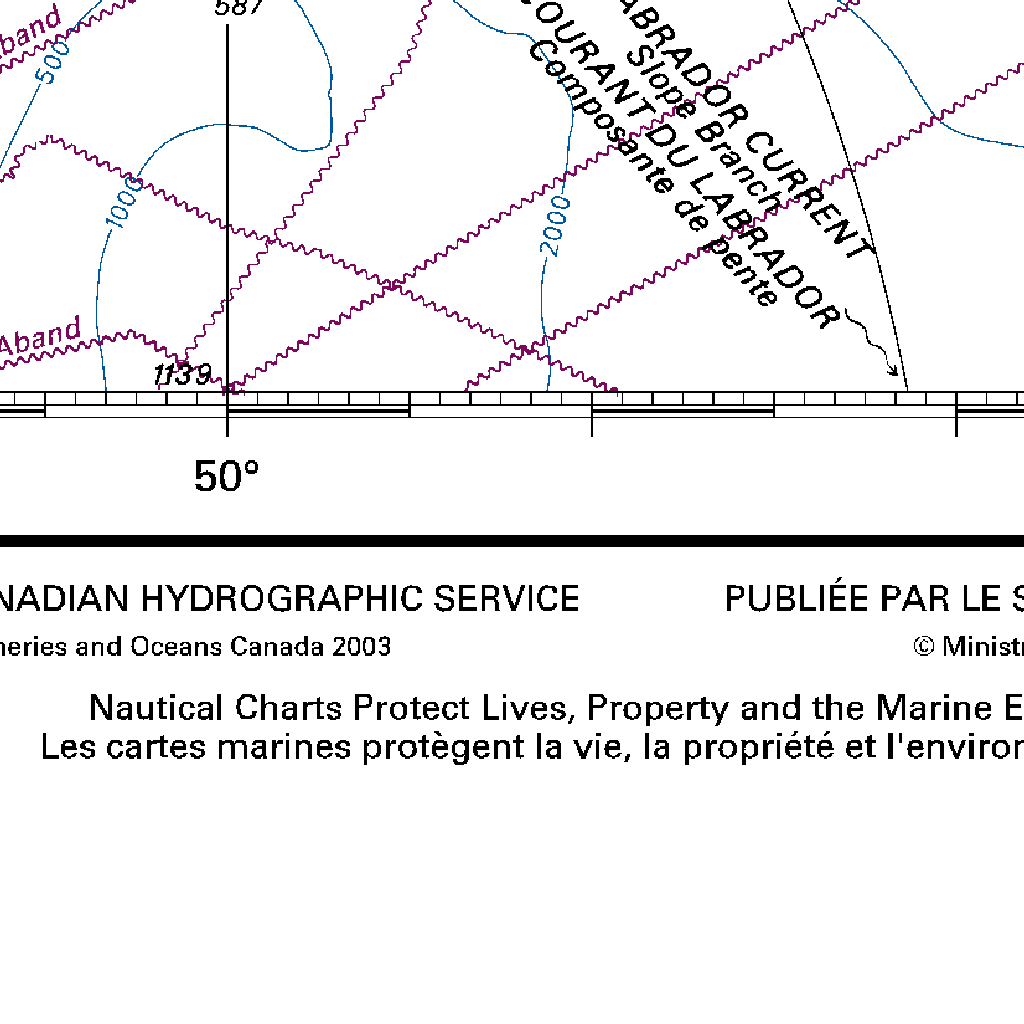 587
Aband
500
ABRADOR CURRENT
Slope Branch
COURANT DU LABRADOR
Composante de pente
1000
2000
Aband
1139
50°
NADIAN HYDROGRAPHIC SERVICE
PUBLIÉE PAR LE S
heries and Oceans Canada 2003
© Ministr
Nautical Charts Protect Lives, Property and the Marine E
Les cartes marines protègent la vie, la propriété et l'environ